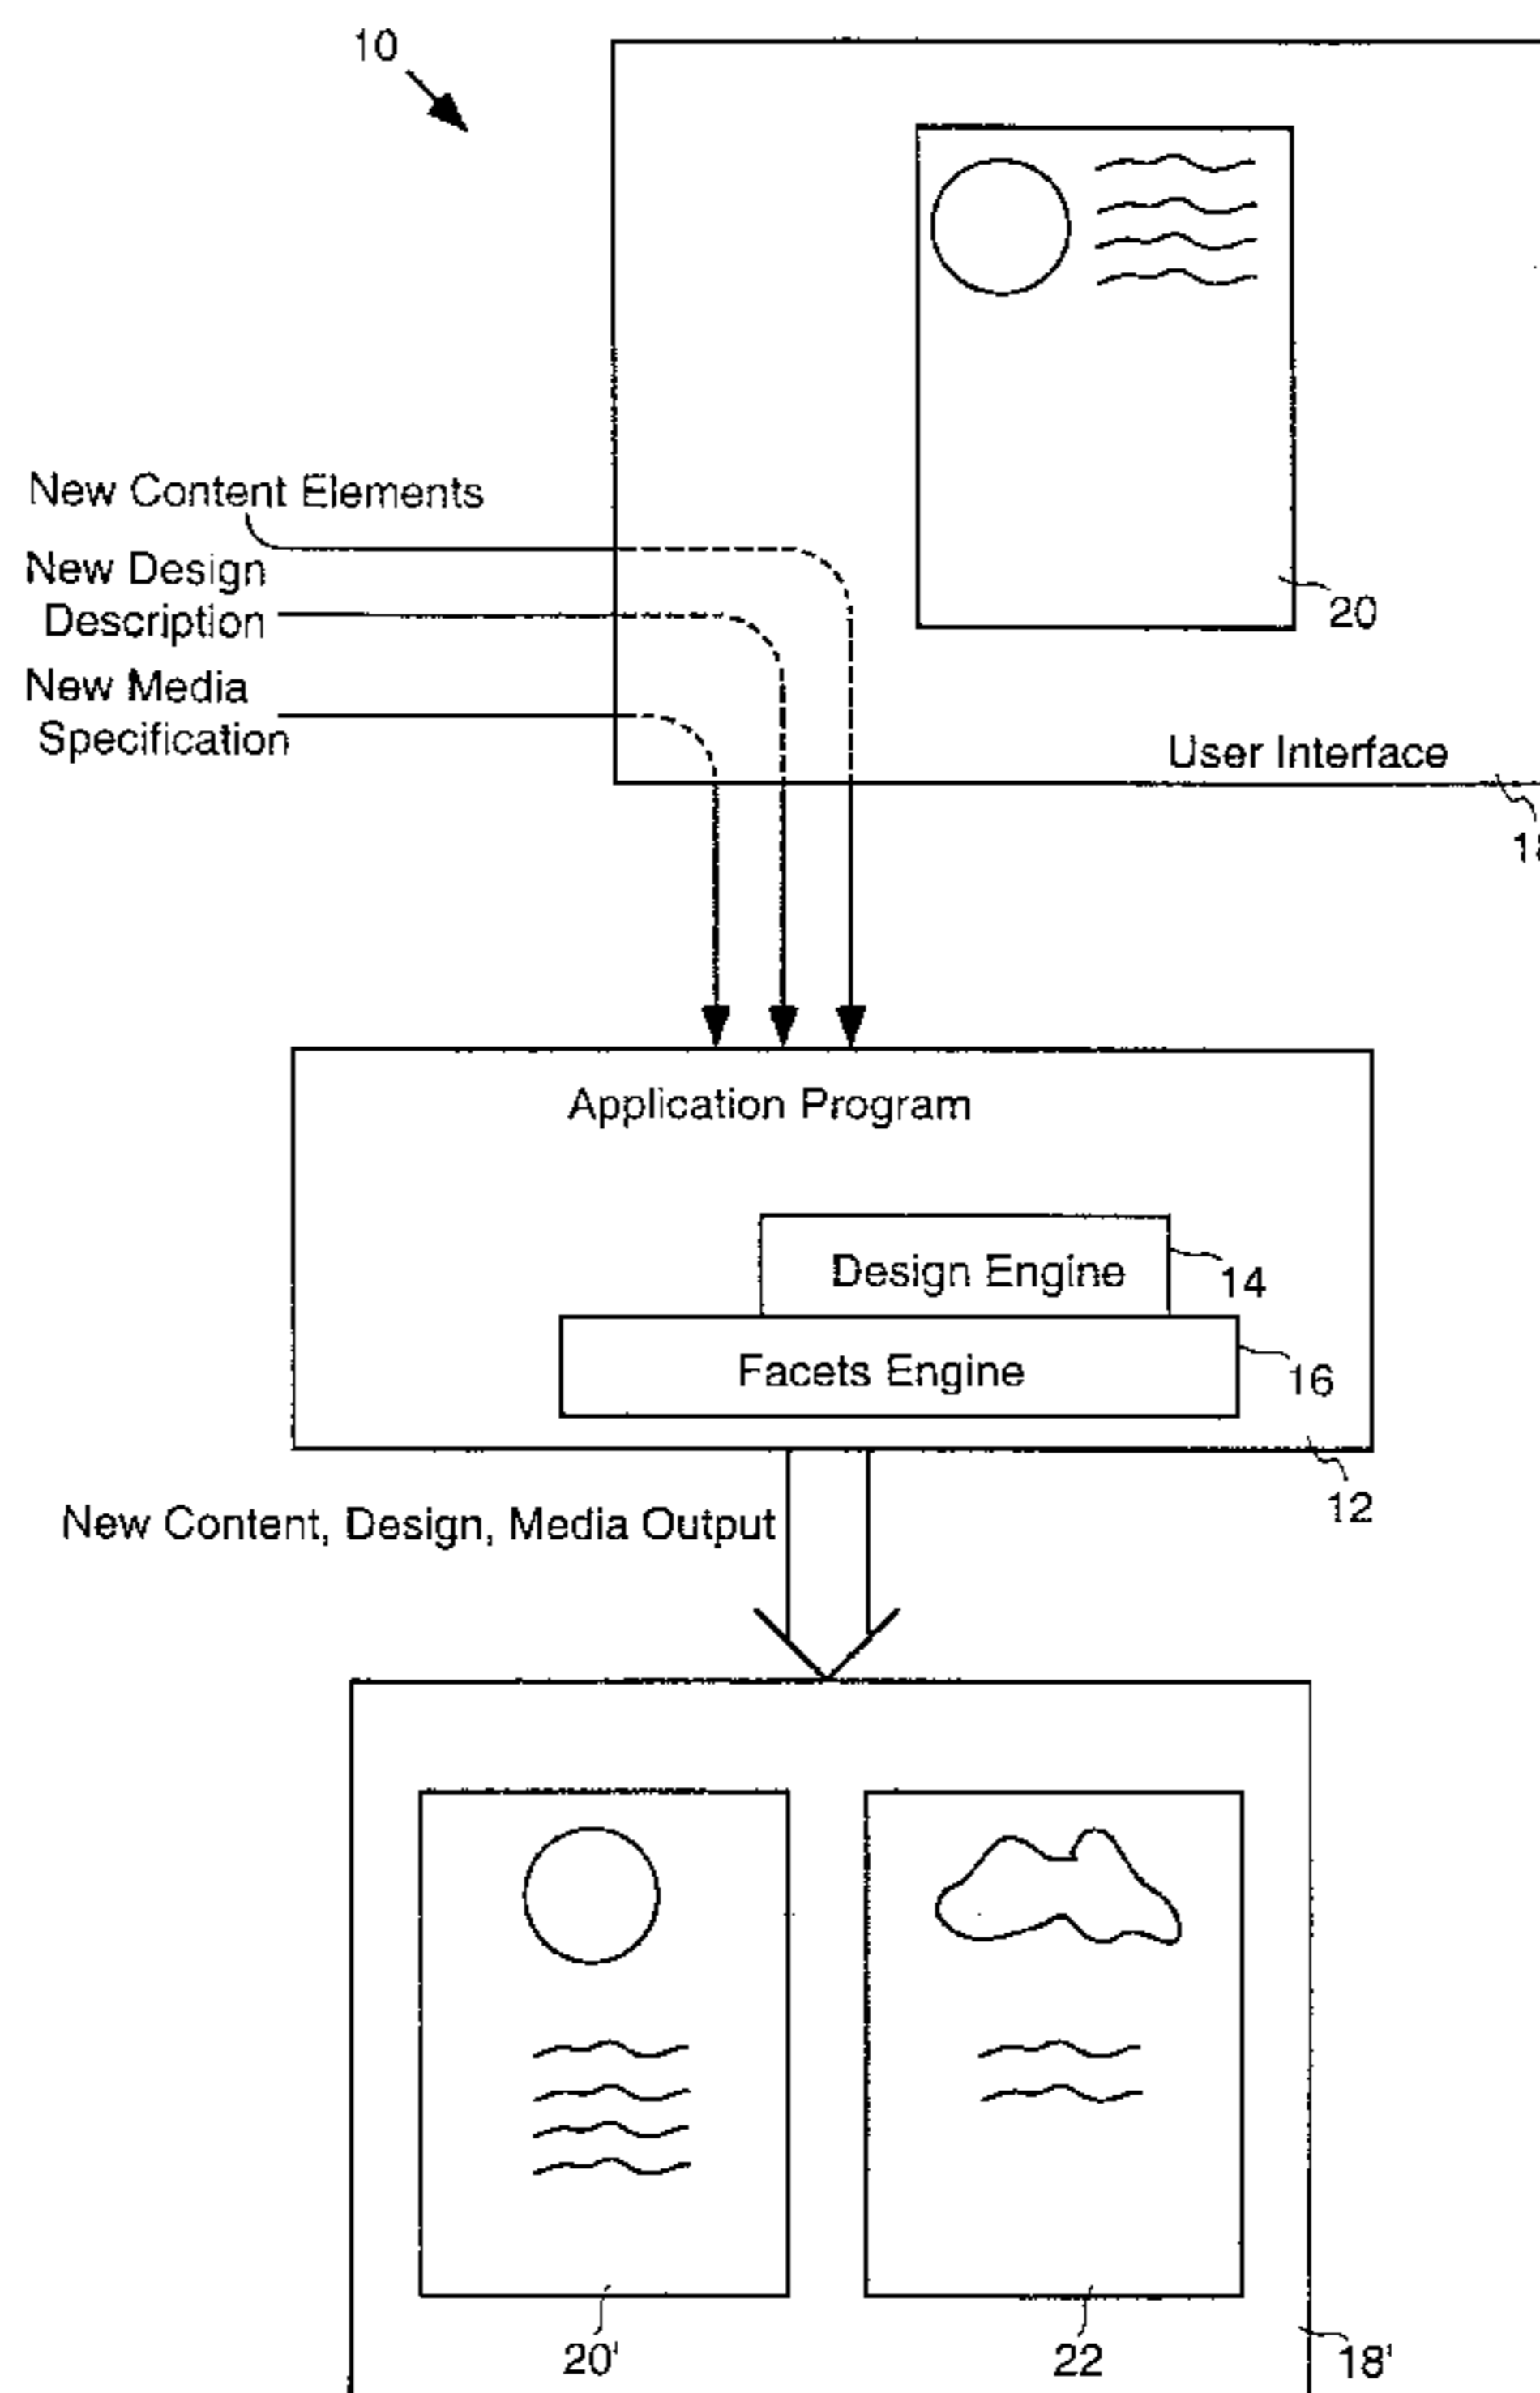 10
New Content Elements
New Design
Description
20
New Media
Specification
User Interface
Application Program
Design Engine
14
Facets Engine
16
12
New Content, Design, Media Output
20'
22
18'